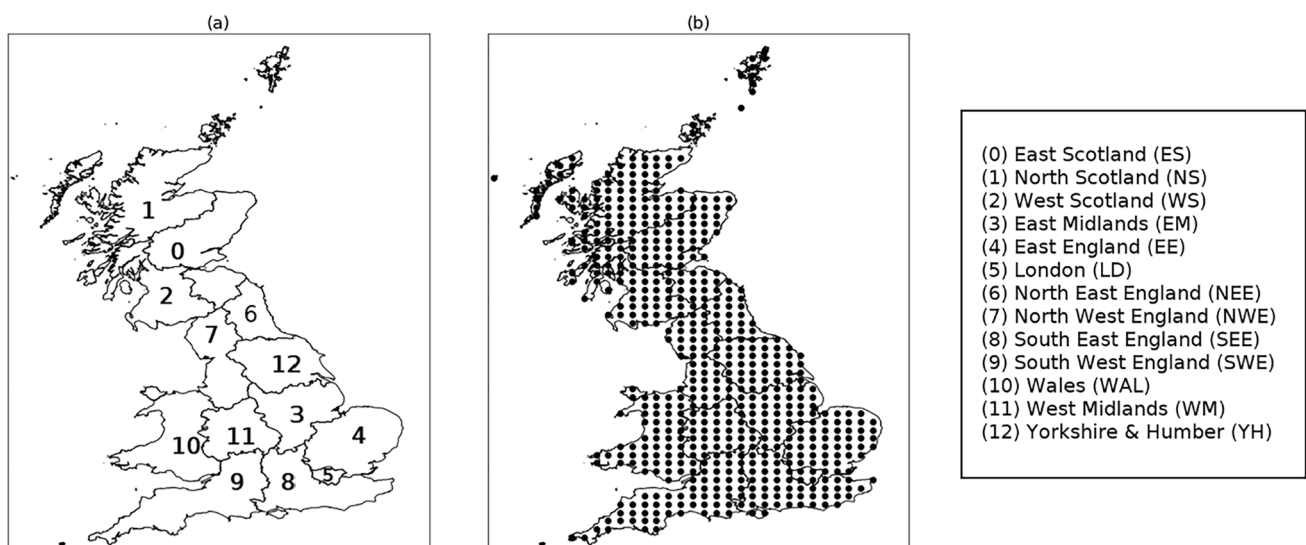 (a)
(b)
1
0
2
6
7
12
3
11
4
10
5
9
8
(0) East Scotland (ES)
(1) North Scotland (NS)
(2) West Scotland (WS)
(3) East Midlands (EM)
(4) East England (EE)
(5) London (LD)
(6) North East England (NEE)
(7) North West England (NWE)
(8) South East England (SEE)
(9) South West England (SWE)
(10) Wales (WAL)
(11) West Midlands (WM)
(12) Yorkshire & Humber (YH)